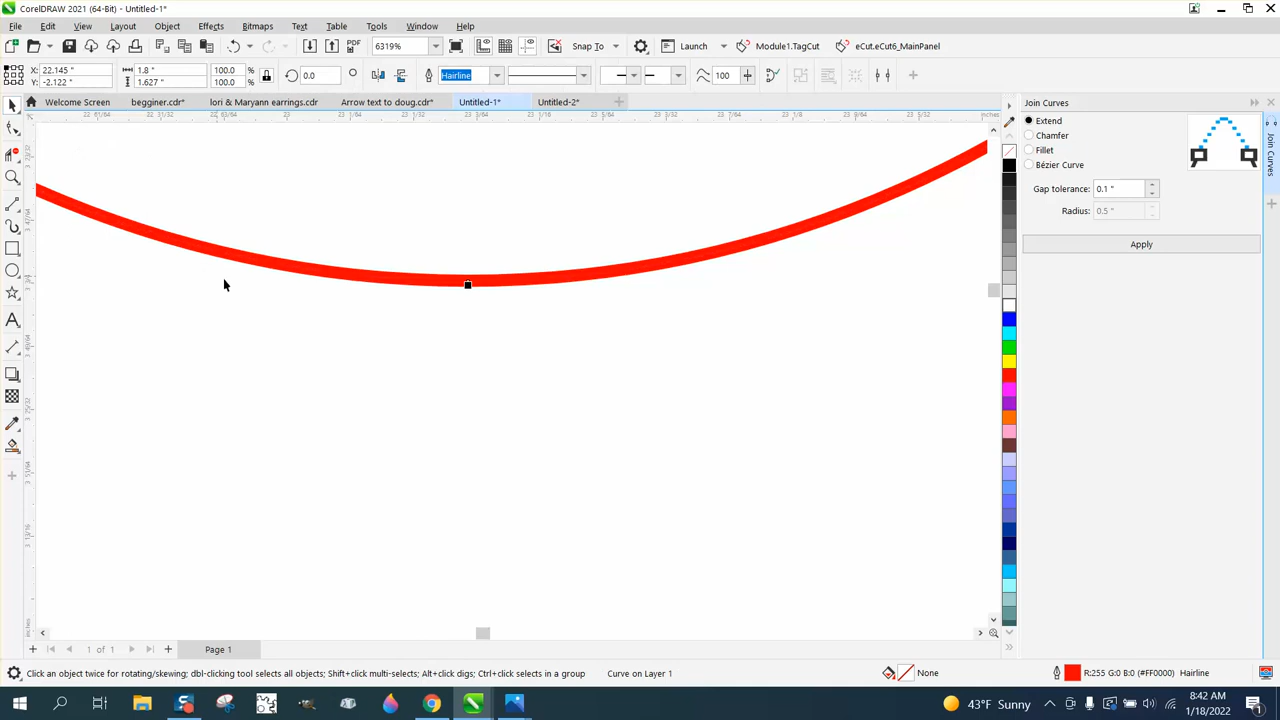 CorelDRAW 2021 (64-Bit) - Untitled-1*
File Edit View Layout Object Effects Bitmaps Text Table Tools Window Help
PDF 6319% Snap To Launch Module1.TagCut eCut.eCut6_MainPanel
X: 22.145 " 1.8 " 100.0 % 0.0 ° Hairline 100
Y: -2.122 " 1.627 " 100.0 %
Welcome Screen begginer.cdr* lori & Maryann earrings.cdr Arrow text to doug.cdr* Untitled-1* Untitled-2*
inches
Join Curves
Extend
Chamfer
Fillet
Bézier Curve
Gap tolerance: 0.1 "
Radius: 0.5 "
Apply
Join Curves
1 of 1 Page 1
Click an object twice for rotating/skewing; dbl-clicking tool selects all objects; Shift+click multi-selects; Alt+click digs; Ctrl+click selects in a group Curve on Layer 1 None R:255 G:0 B:0 (#FF0000) Hairline
43°F Sunny 8:42 AM
1/18/2022